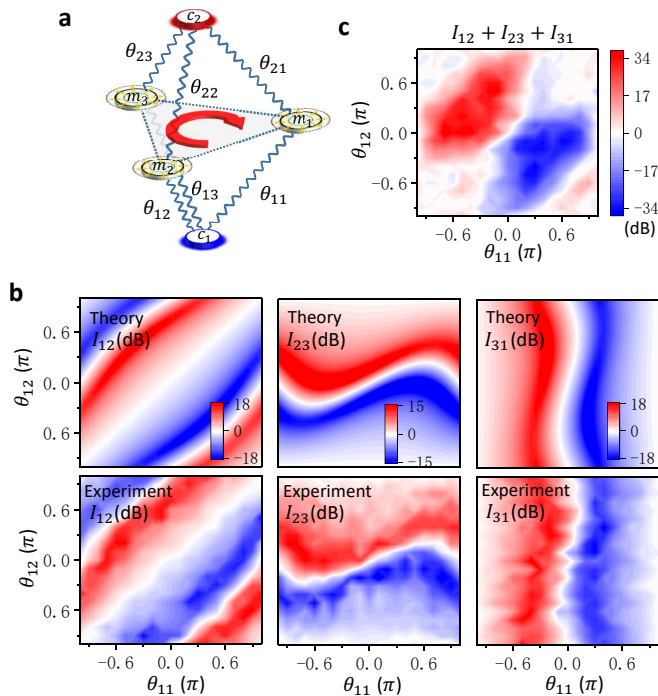 a
c₂
θ₂₃
θ₂₂
θ₂₁
m₃
m₁
m₂
θ₁₂
θ₁₃
θ₁₁
c₁
c
I₁₂ + I₂₃ + I₃₁
0.6
0.0
-0.6
θ₁₂ (π)
-0.6 0.0 0.6
θ₁₁ (π)
34
17
0
-17
-34
(dB)
b
Theory
I₁₂(dB)
18
0
-18
Theory
I₂₃(dB)
15
0
-15
Theory
I₃₁(dB)
18
0
-18
0.6
0.0
0.6
θ₁₂ (π)
Experiment
I₁₂(dB)
Experiment
I₂₃(dB)
Experiment
I₃₁(dB)
0.6
0.0
0.6
θ₁₂ (π)
-0.6 0.0 0.6
-0.6 0.0 0.6
-0.6 0.0 0.6
θ₁₁ (π)
θ₁₁ (π)
θ₁₁ (π)